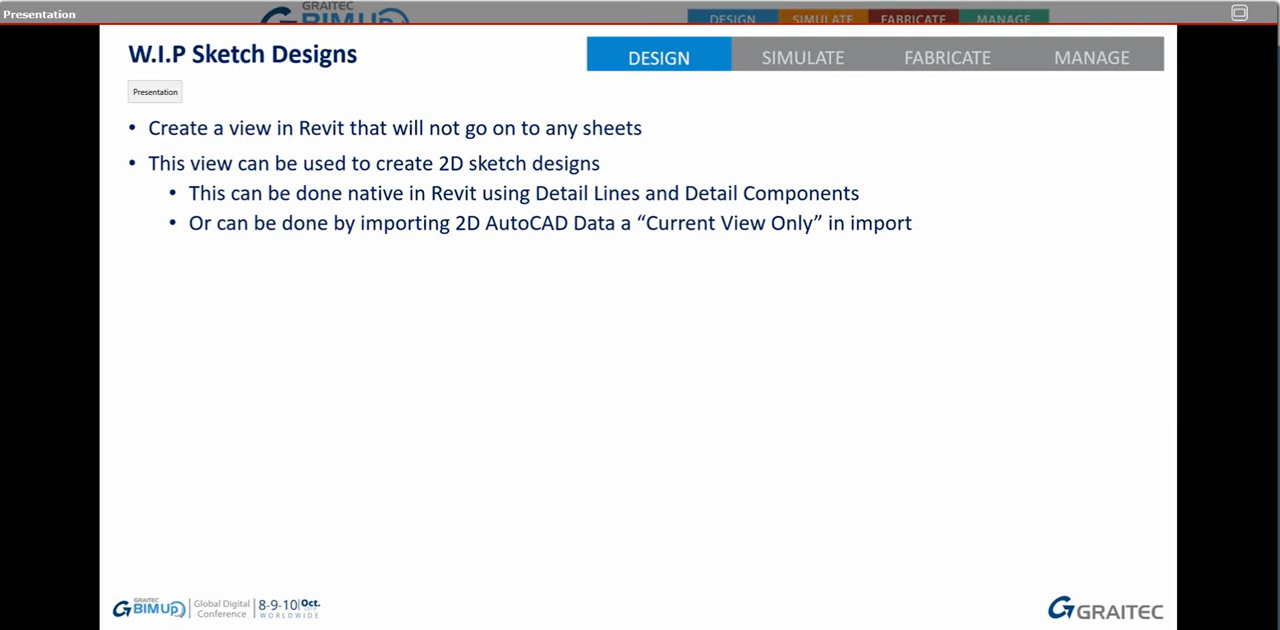 Presentation
GRAITEC
BIMUp
DESIGN SIMULATE FABRICATE MANAGE
W.I.P Sketch Designs
DESIGN SIMULATE FABRICATE MANAGE
Presentation
• Create a view in Revit that will not go on to any sheets
• This view can be used to create 2D sketch designs
• This can be done native in Revit using Detail Lines and Detail Components
• Or can be done by importing 2D AutoCAD Data a “Current View Only” in import
GRAITEC
BIMUp
Global Digital
Conference
8-9-10 Oct.
WORLDWIDE
GRAITEC